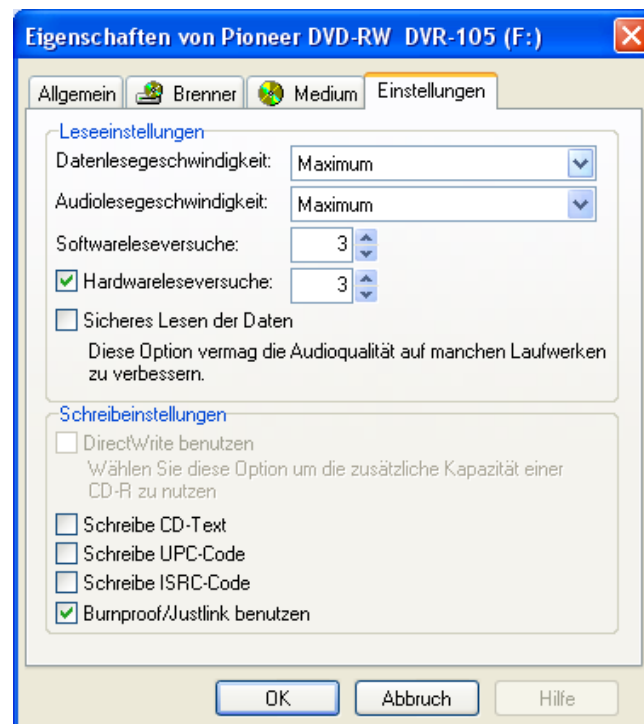 Eigenschaften von Pioneer DVD-RW DVR-105 (F:)
Allgemein Brenner Medium Einstellungen
Leseeinstellungen
Datenlesegeschwindigkeit: Maximum
Audiolesegeschwindigkeit: Maximum
Softwareleseversuche: 3
Hardwareleseversuche: 3
Sicheres Lesen der Daten
Diese Option vermag die Audioqualität auf manchen Laufwerken
zu verbessern.
Schreibeinstellungen
DirectWrite benutzen
Wählen Sie diese Option um die zusätzliche Kapazität einer
CD-R zu nutzen
Schreibe CD-Text
Schreibe UPC-Code
Schreibe ISRC-Code
Burnproof/Justlink benutzen
OK Abbruch Hilfe